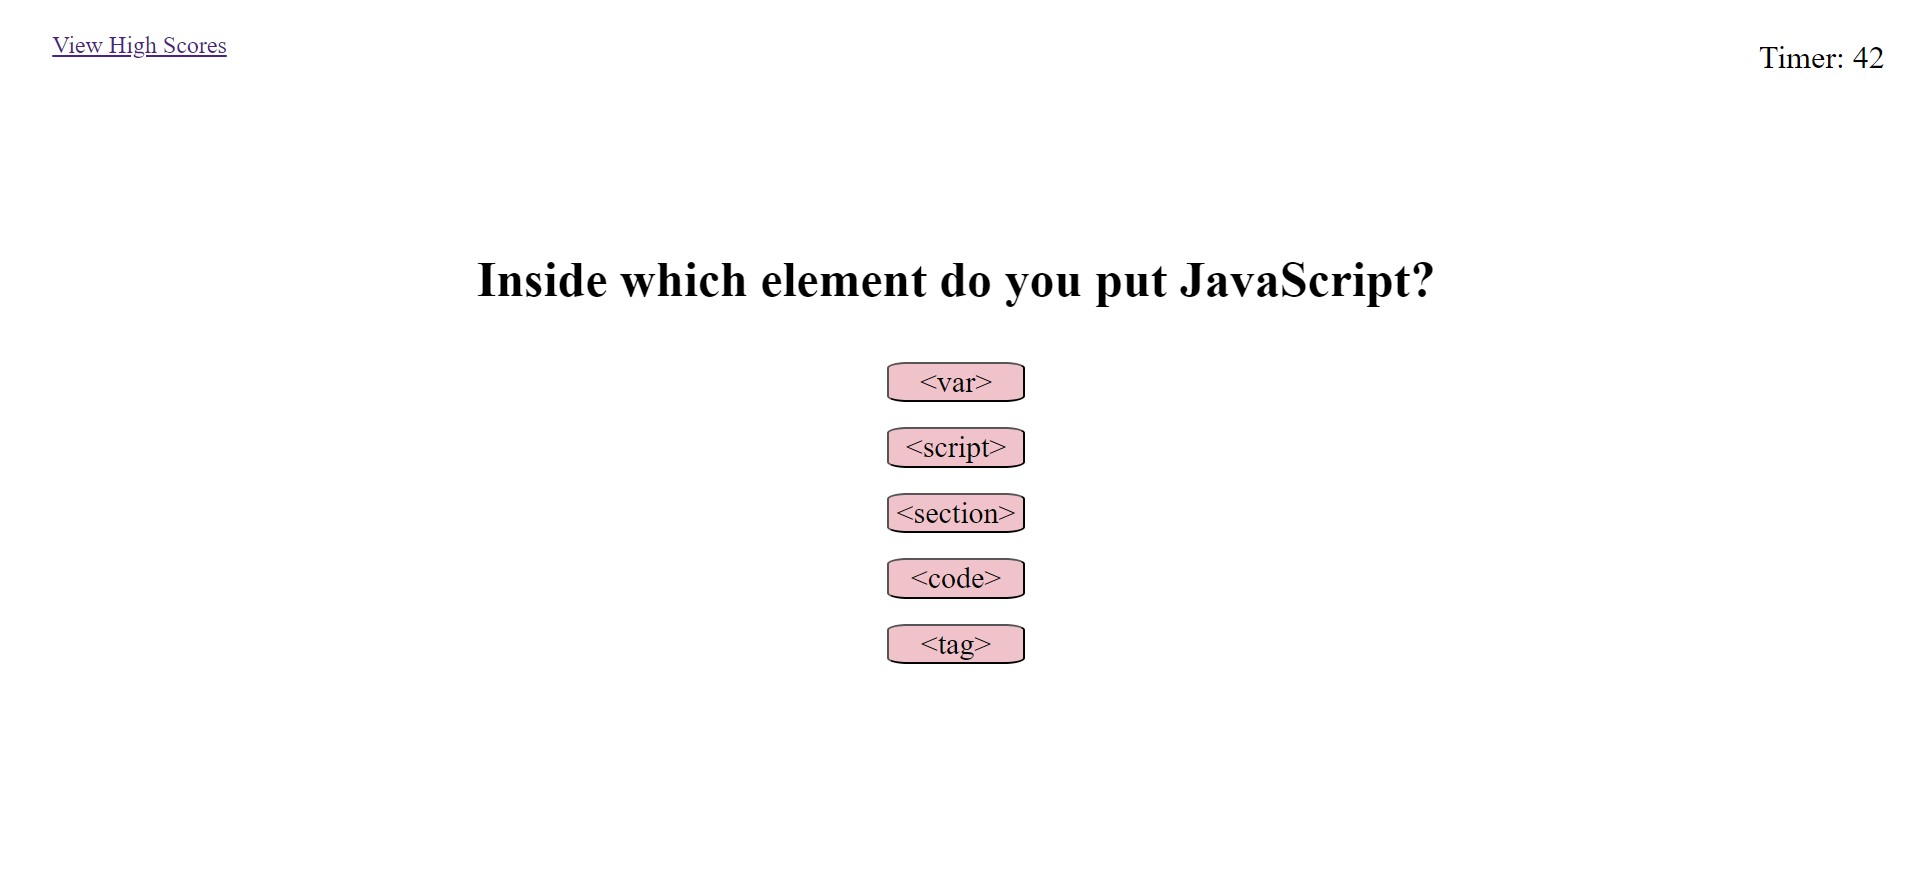 View High Scores
Timer: 42
Inside which element do you put JavaScript?
<var>
<script>
<section>
<code>
<tag>